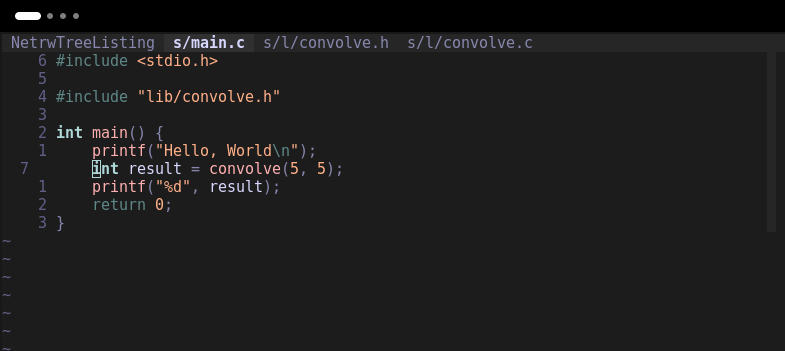 NetrwTreeListing s/main.c s/l/convolve.h s/l/convolve.c
6 #include <stdio.h>
5
4 #include "lib/convolve.h"
3
2 int main() {
1     printf("Hello, World\n");
7     int result = convolve(5, 5);
1     printf("%d", result);
2     return 0;
3 }
~
~
~
~
~
~
~